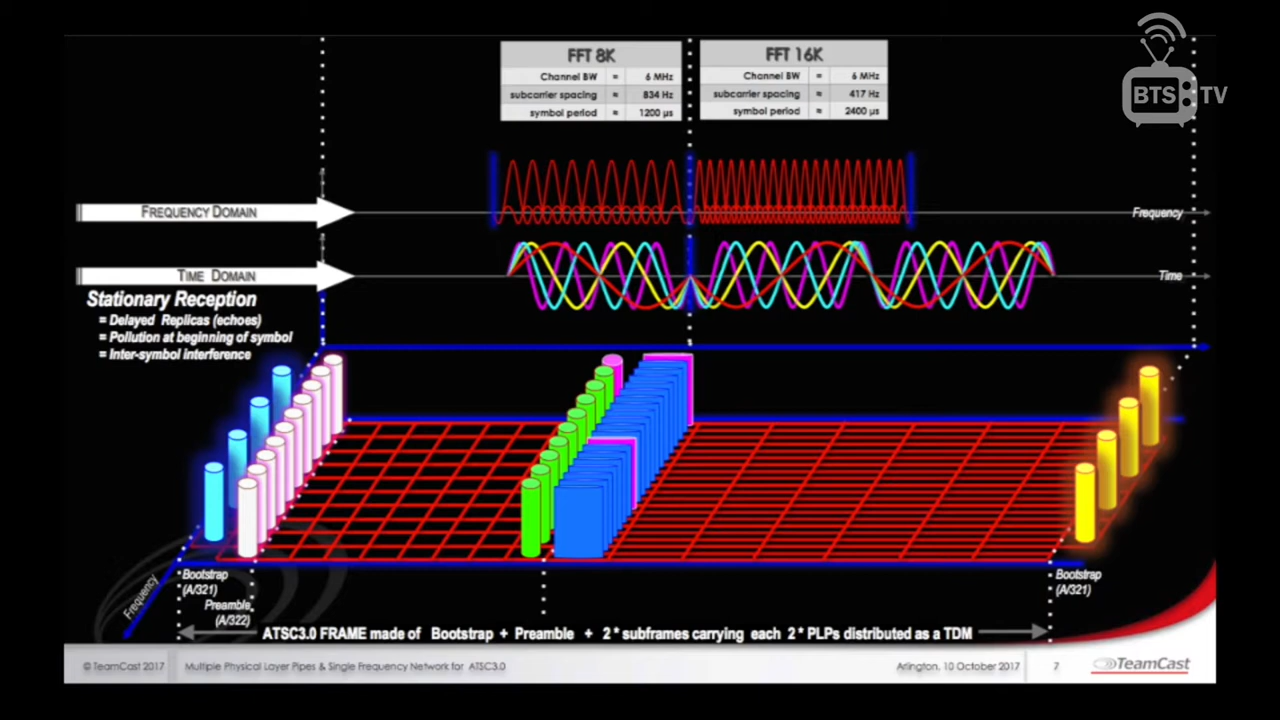 BTS TV
FFT 8K
Channel BW = 6 MHz
subcarrier spacing ≈ 834 Hz
symbol period ≈ 1200 µs
FFT 16K
Channel BW = 6 MHz
subcarrier spacing ≈ 417 Hz
symbol period ≈ 2400 µs
FREQUENCY DOMAIN
Frequency
TIME DOMAIN
Time
Stationary Reception
= Delayed Replicas (echoes)
= Pollution at beginning of symbol
= Inter-symbol interference
Frequency
Bootstrap
(A/321)
Preamble
(A/322)
Bootstrap
(A/321)
ATSC3.0 FRAME made of Bootstrap + Preamble + 2 * subframes carrying each 2 * PLPs distributed as a TDM
© TeamCast 2017 Multiple Physical Layer Pipes & Single Frequency Network for ATSC3.0 Arlington, 10 October 2017 7 TeamCast